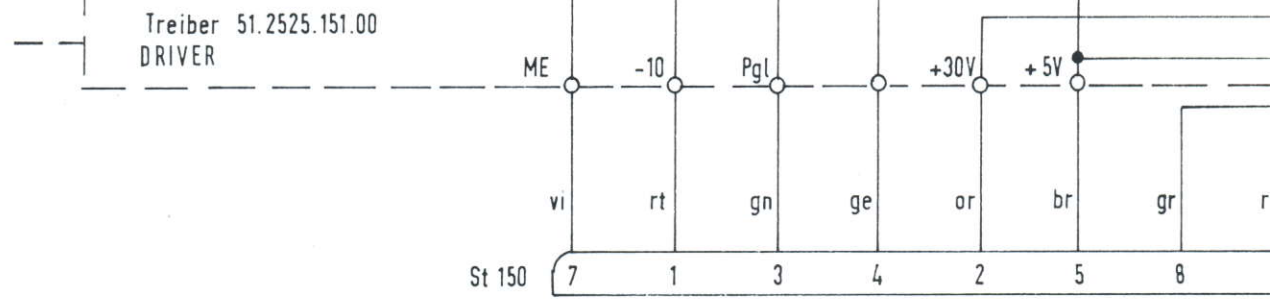 Treiber 51.2525.151.00
DRIVER
ME -10 Pgl +30V + 5V
vi rt gn ge or br gr r
St 150 7 1 3 4 2 5 8